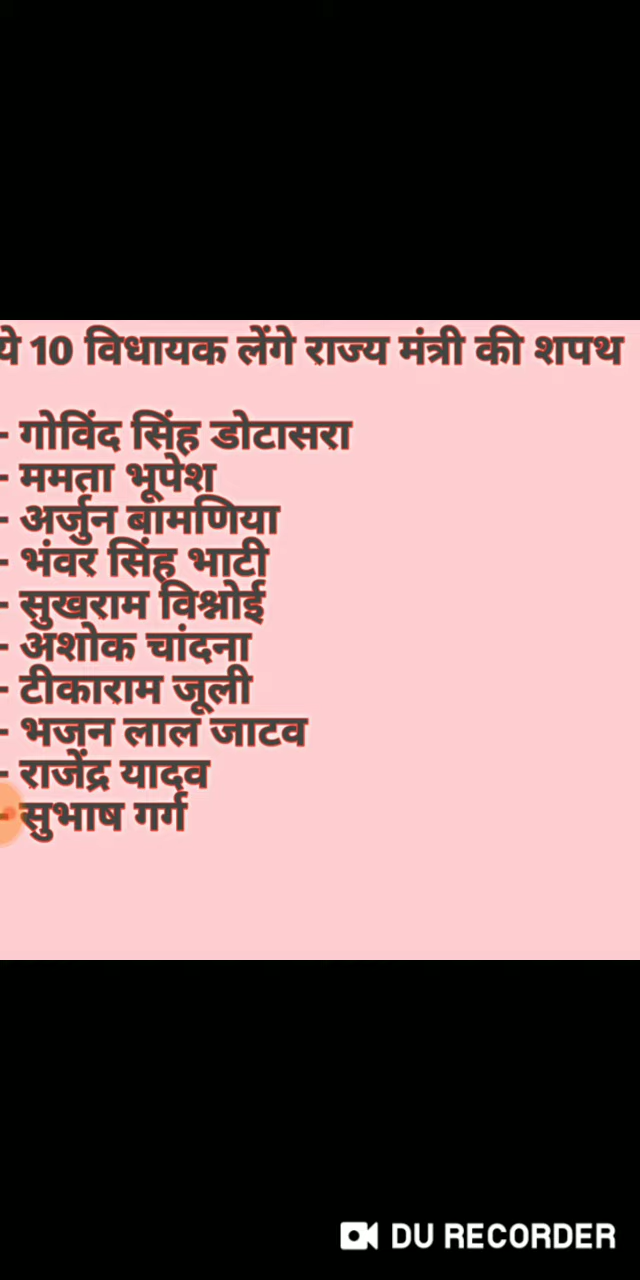 ये 10 विधायक लेंगे राज्य मंत्री की शपथ
- गोविंद सिंह डोटासरा
- ममता भूपेश
- अर्जुन बामणिया
- भंवर सिंह भाटी
- सुखराम विश्नोई
- अशोक चांदना
- टीकाराम जूली
- भजन लाल जाटव
- राजेंद्र यादव
- सुभाष गर्ग
DU RECORDER